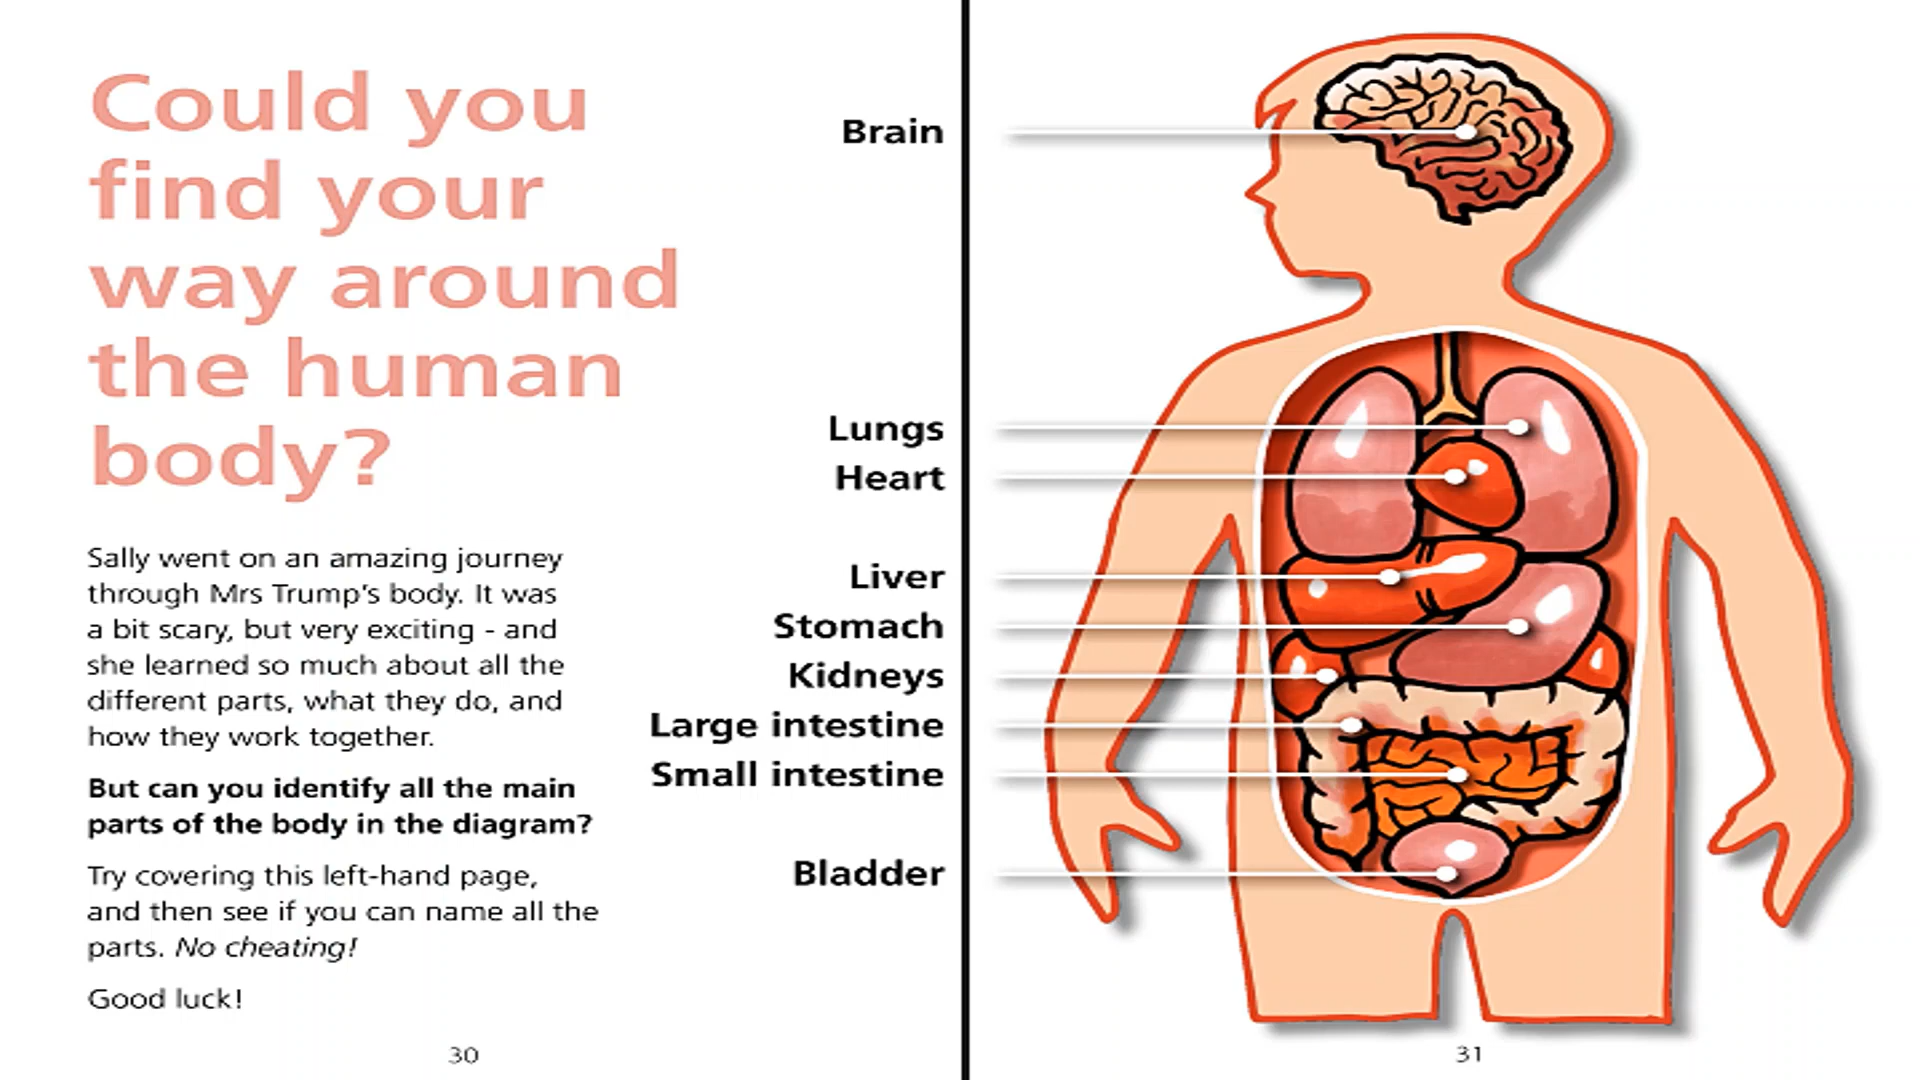 Could you
find your
way around
the human
body?
Sally went on an amazing journey
through Mrs Trump's body. It was
a bit scary, but very exciting - and
she learned so much about all the
different parts, what they do, and
how they work together.
But can you identify all the main
parts of the body in the diagram?
Try covering this left-hand page,
and then see if you can name all the
parts. No cheating!
Good luck!
30
Brain
Lungs
Heart
Liver
Stomach
Kidneys
Large intestine
Small intestine
Bladder
31